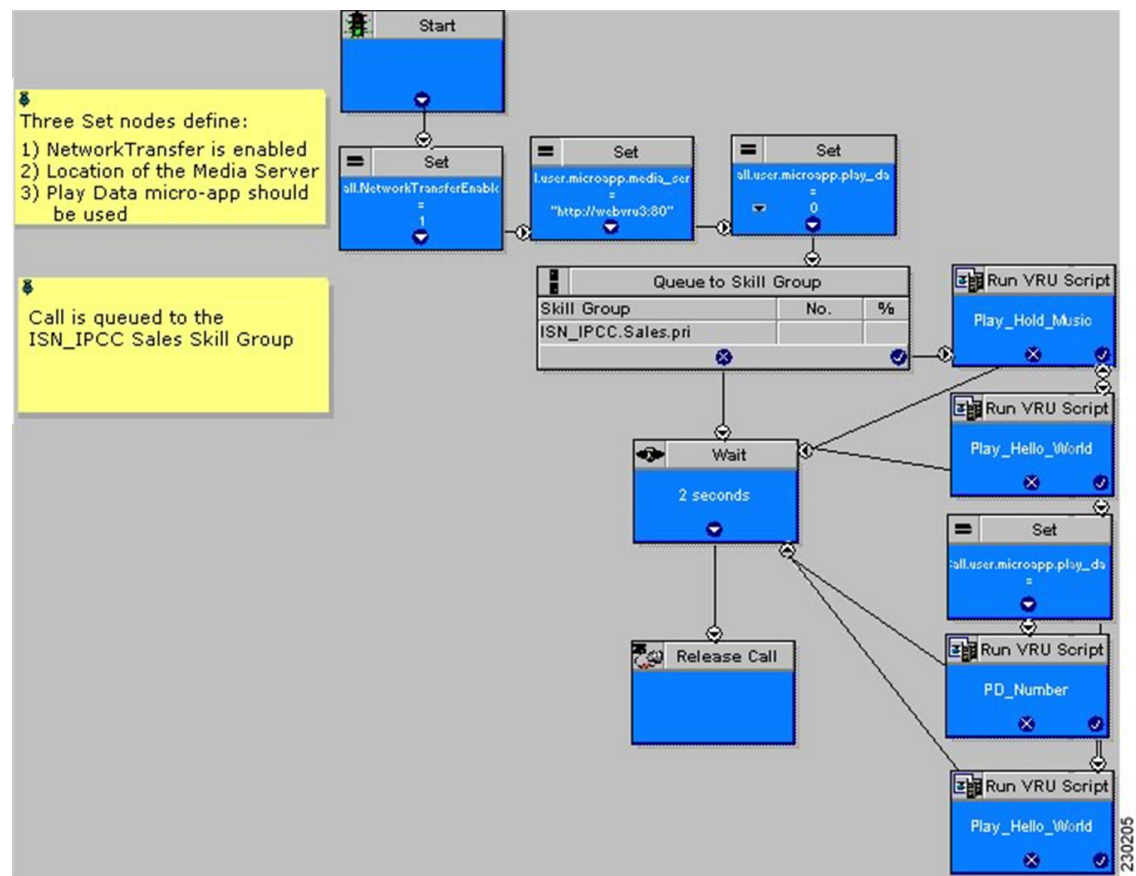 Start
Three Set nodes define:
1) NetworkTransfer is enabled
2) Location of the Media Server
3) Play Data micro-app should
be used
Set
all.NetworkTransferEnabl
=
1
Set
l.user.microapp.media_ser
=
"http://webvru3:80"
Set
all.user.microapp.play_da
=
0
Call is queued to the
ISN_IPCC Sales Skill Group
Queue to Skill Group
Skill Group No. %
ISN_IPCC.Sales.pri
Run VRU Script
Play_Hold_Music
Run VRU Script
Play_Hello_World
Wait
2 seconds
Set
all.user.microapp.play_da
=
Run VRU Script
PD_Number
Release Call
Run VRU Script
Play_Hello_World
230205